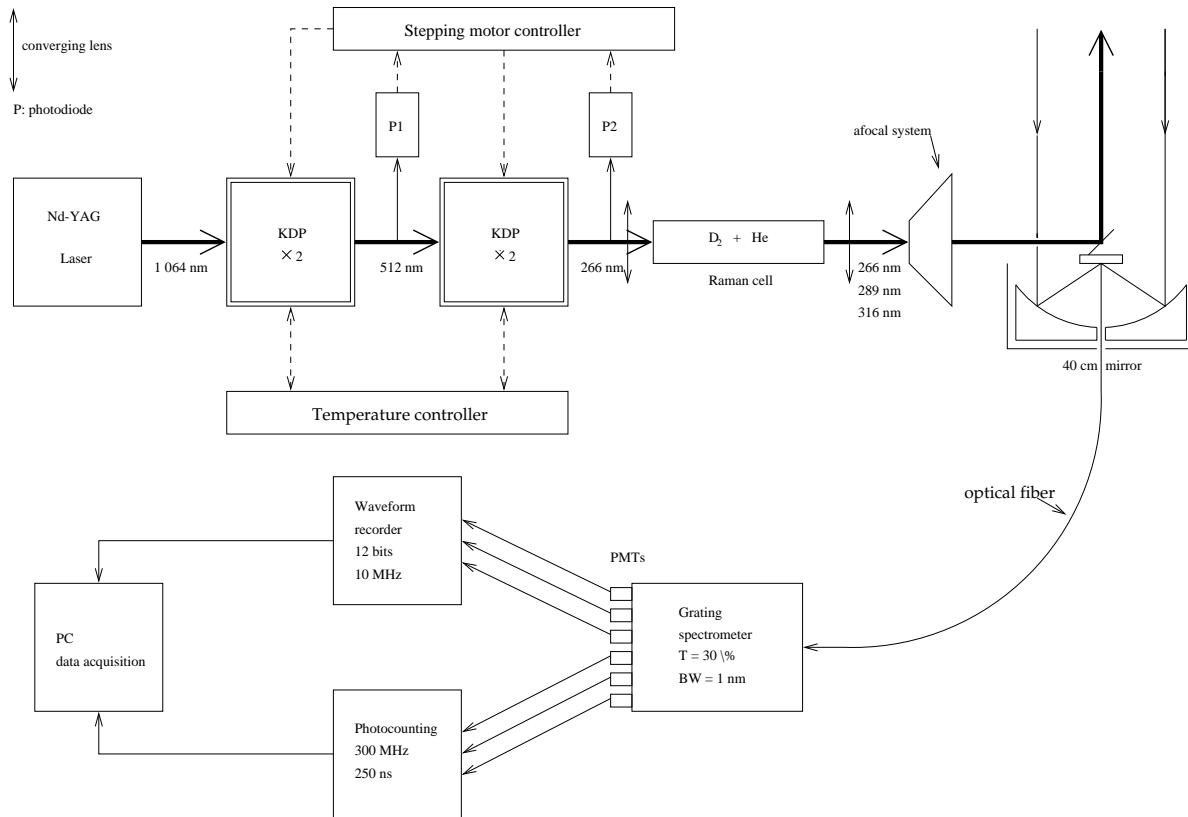 Stepping motor controller
converging lens
P: photodiode
P1
P2
afocal system
Nd-YAG
Laser
KDP
× 2
KDP
× 2
D2 + He
1 064 nm
512 nm
266 nm
Raman cell
266 nm
289 nm
316 nm
40 cm mirror
Temperature controller
optical fiber
Waveform
recorder
12 bits
10 MHz
PMTs
Grating
spectrometer
T = 30 \%
BW = 1 nm
PC
data acquisition
Photocounting
300 MHz
250 ns